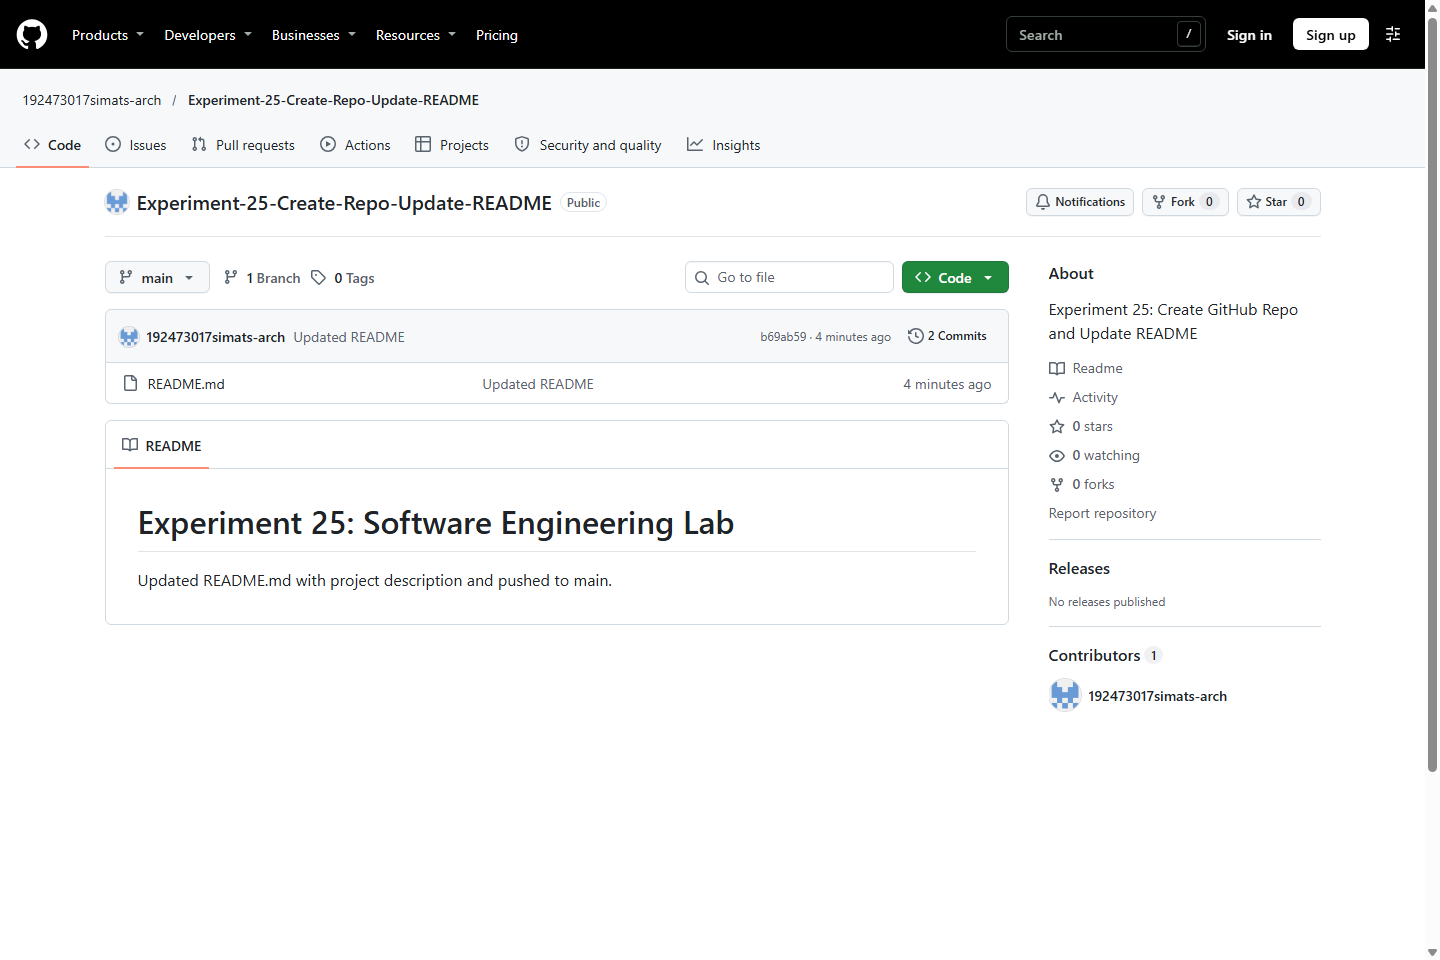 Products Developers Businesses Resources Pricing Search / Sign in Sign up
192473017simats-arch / Experiment-25-Create-Repo-Update-README
Code Issues Pull requests Actions Projects Security and quality Insights
Experiment-25-Create-Repo-Update-README Public Notifications Fork 0 Star 0
main 1 Branch 0 Tags Go to file Code
192473017simats-arch Updated README b69ab59 · 4 minutes ago 2 Commits
README.md Updated README 4 minutes ago
README
Experiment 25: Software Engineering Lab
Updated README.md with project description and pushed to main.
About
Experiment 25: Create GitHub Repo
and Update README
Readme
Activity
0 stars
0 watching
0 forks
Report repository
Releases
No releases published
Contributors 1
192473017simats-arch